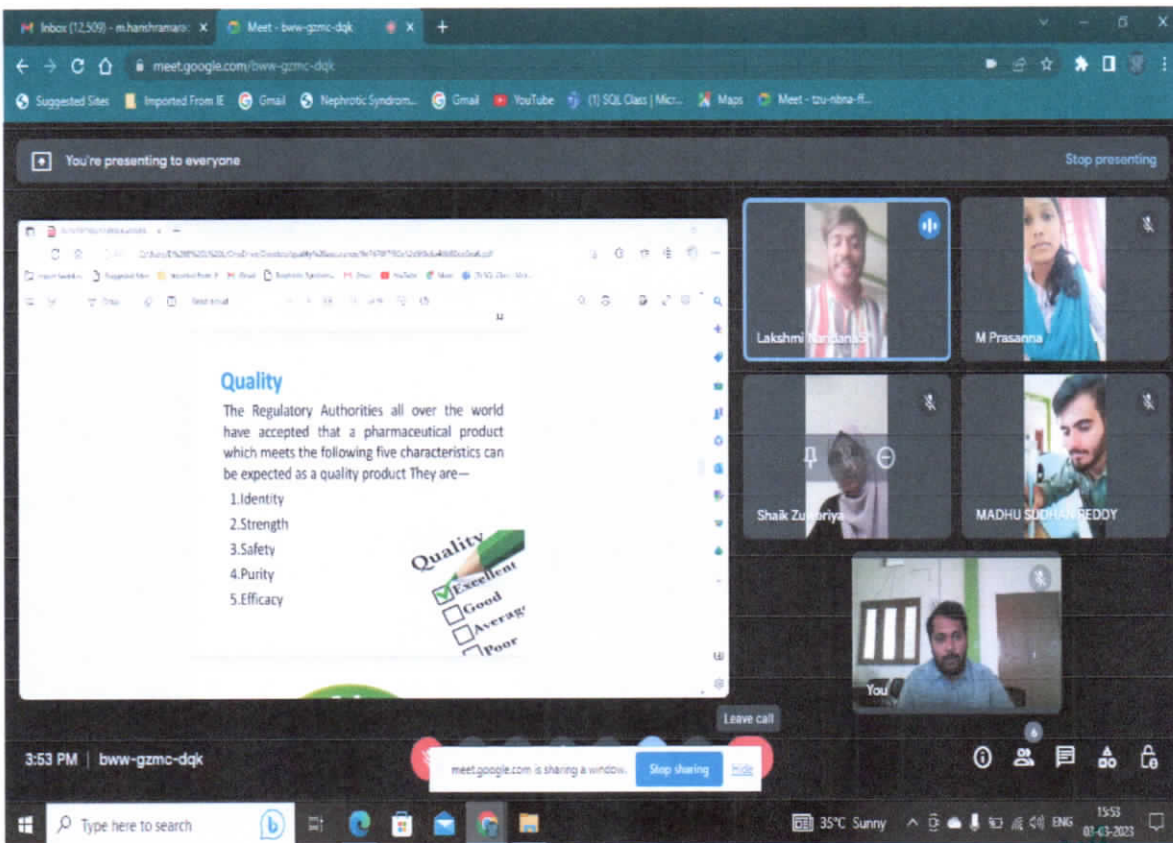 Inbox (12,509) - m.hanshramara:
Meet - bww-gzmc-dqk
meet.google.com/bww-gzmc-dqk
Suggested Sites
Imported From IE
Gmail
Nephrotic Syndrom...
Gmail
YouTube
(1) SQL Class | Micr...
Maps
Meet - tzu-nbna-ff...
You're presenting to everyone
Stop presenting
Quality
The Regulatory Authorities all over the world
have accepted that a pharmaceutical product
which meets the following five characteristics can
be expected as a quality product They are—
1.Identity
2.Strength
3.Safety
4.Purity
5.Efficacy
Quality
Excellent
Good
Average
Poor
Lakshmi
M Prasanna
Shaik
MADHU SUDHAN REDDY
You
Leave call
3:53 PM | bww-gzmc-dqk
meet.google.com is sharing a window.
Stop sharing
Hide
Type here to search
35°C Sunny
ENG
15:53
03-03-2023